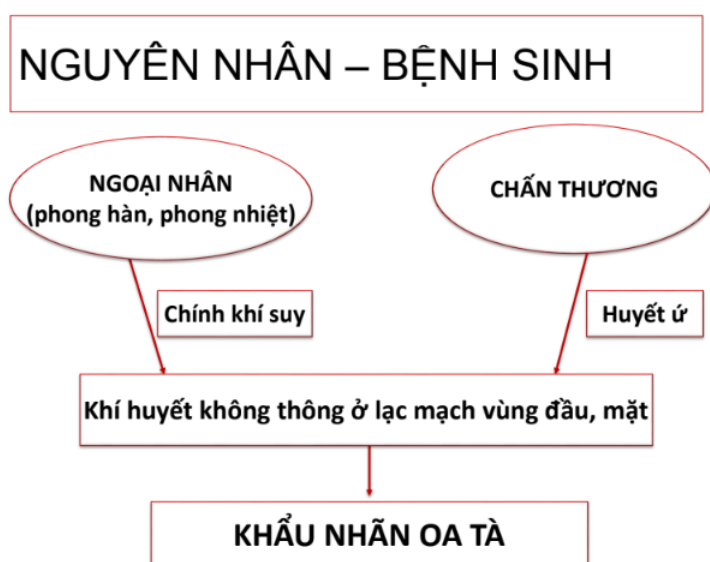 NGUYÊN NHÂN – BỆNH SINH
NGOẠI NHÂN
(phong hàn, phong nhiệt)
CHẤN THƯƠNG
Chính khí suy
Huyết ứ
Khí huyết không thông ở lạc mạch vùng đầu, mặt
KHẨU NHÃN OA TÀ